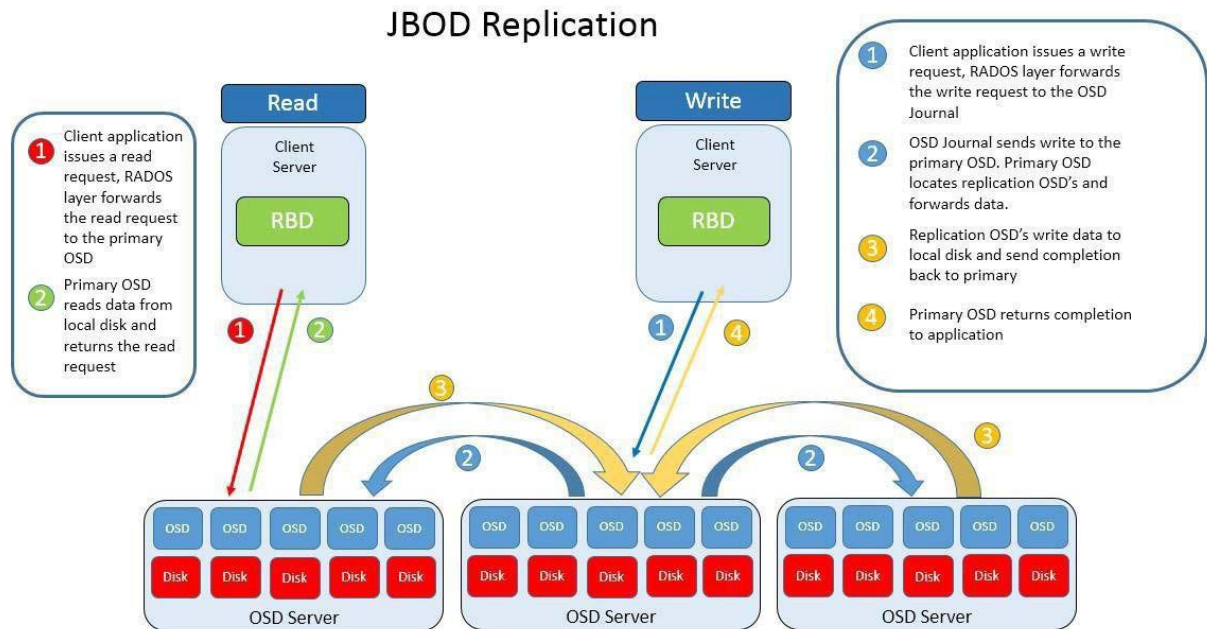 JBOD Replication
Read
Client
Server
RBD
Write
Client
Server
RBD
1
Client application
issues a read
request, RADOS
layer forwards
the read request
to the primary
OSD
2
Primary OSD
reads data from
local disk and
returns the read
request
1
Client application issues a write
request, RADOS layer forwards
the write request to the OSD
Journal
2
OSD Journal sends write to the
primary OSD. Primary OSD
locates replication OSD's and
forwards data.
3
Replication OSD's write data to
local disk and send completion
back to primary
4
Primary OSD returns completion
to application
1
2
1
4
3
2
2
3
OSD OSD OSD OSD OSD
Disk Disk Disk Disk Disk
OSD Server
OSD OSD OSD OSD OSD
Disk Disk Disk Disk Disk
OSD Server
OSD OSD OSD OSD OSD
Disk Disk Disk Disk Disk
OSD Server